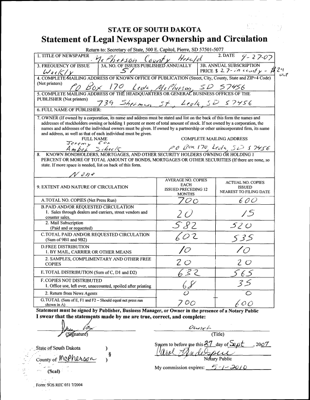 STATE OF SOUTH DAKOTA
Statement of Legal Newspaper Ownership and Circulation
Return to: Secretary of State, 500 E. Capitol, Pierre, SD 57501-5077
1. TITLE OF NEWSPAPER McPherson County Herald 2. DATE 9-27-07
3. FREQUENCY OF ISSUE Weekly
3A. NO. OF ISSUES PUBLISHED ANNUALLY 51
3B. ANNUAL SUBSCRIPTION PRICE $ 27 - in county - $29 out
4. COMPLETE MAILING ADDRESS OF KNOWN OFFICE OF PUBLICATION (Street, City, County, State and ZIP+4 Code) (Not printers)
PO Box 170 Leola McPherson SD 57456
5. COMPLETE MAILING ADDRESS OF THE HEADQUARTERS OR GENERAL BUSINESS OFFICES OF THE PUBLISHER (Not printers)
739 Sherman St, Leola, SD 57456
6. FULL NAME OF PUBLISHER:
7. OWNER (If owned by a corporation, its name and address must be stated and list on the back of this form the names and addresses of stockholders owning or holding 1 percent or more of total amount of stock. If not owned by a corporation, the names and addresses of the individual owners must be given. If owned by a partnership or other unincorporated firm, its name and address, as well as that of each individual must be given.
FULL NAME COMPLETE MAILING ADDRESS
Jeremy Cox
PO Box 170, Leola, SD 57456
8. KNOWN BONDHOLDERS, MORTGAGES, AND OTHER SECURITY HOLDERS OWNING OR HOLDING 1 PERCENT OR MORE OF TOTAL AMOUNT OF BONDS, MORTGAGES OR OTHER SECURITIES (If there are none, so state. If more space is needed, list on back of this form.
None
9. EXTENT AND NATURE OF CIRCULATION
AVERAGE NO. COPIES EACH ISSUED PRECEDING 12 MONTHS
ACTUAL NO. COPIES ISSUED NEAREST TO FILING DATE
A.TOTAL NO. COPIES (Net Press Run) 700 600
B.PAID AND/OR REQUESTED CIRCULATION
1. Sales through dealers and carriers, street vendors and counter sales. 20 15
2. Mail Subscription (Paid and or requested) 582 520
C.TOTAL PAID AND/OR REQUESTED CIRCULATION (Sum of 9B1 and 9B2) 602 535
D.FREE DISTRIBUTION
1. BY MAIL, CARRIER OR OTHER MEANS 10 10
2. SAMPLES, COMPLIMENTARY AND OTHER FREE COPIES 20 20
E.TOTAL DISTRIBUTION (Sum of C, D1 and D2) 632 565
F.COPIES NOT DISTRIBUTED
1. Office use, left over, unaccounted, spoiled after printing 68 35
2. Return from News Agents 0 0
G.TOTAL (Sum of E, F1 and F2 - Should equal net press run shown in A) 700 600
Statement must be signed by Publisher, Business Manager, or Owner in the presence of a Notary Public
I swear that the statements made by me are true, correct, and complete:
(Signature) (Title)
State of South Dakota )
§
County of McPherson )
(Seal)
Sworn to before me this 27 day of Sept, 2007
Notary Public
My commission expires: 5-1-2010
Form: SOS REC 051 7/2004